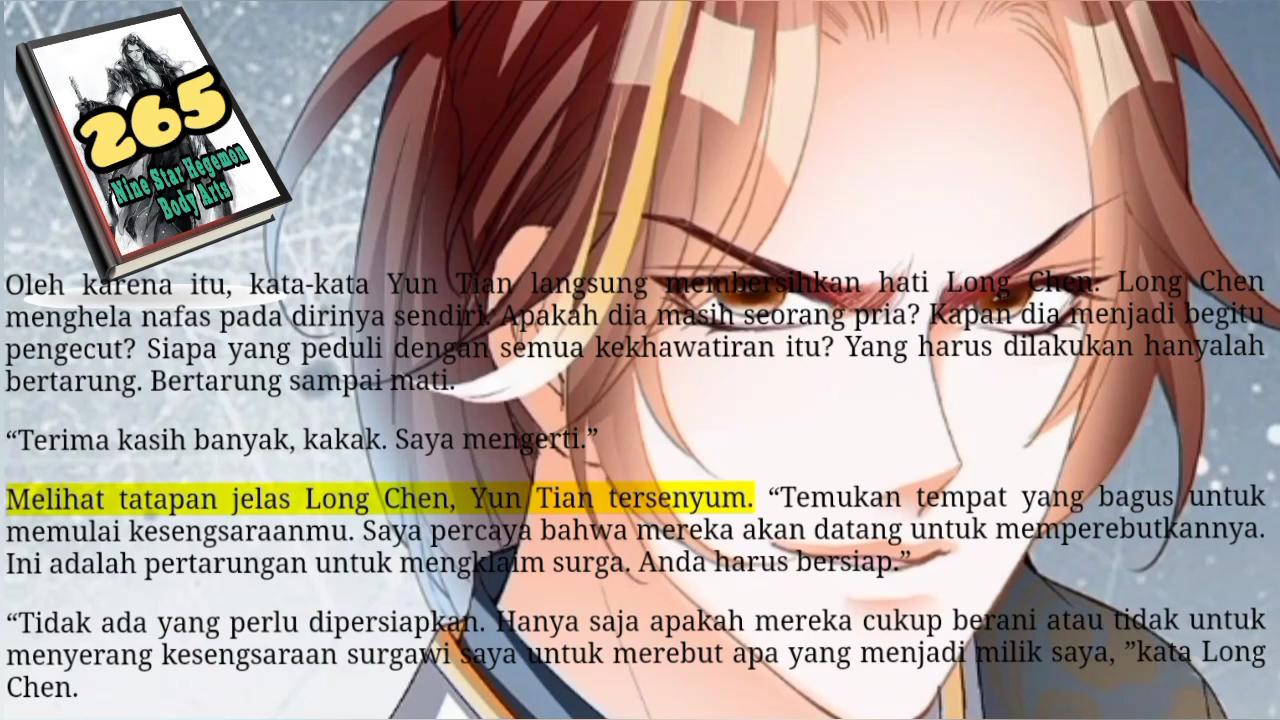 265
Nine Star Hegemon
Body Arts
Oleh karena itu, kata-kata Yun Tian langsung membersihkan hati Long Chen. Long Chen
menghela nafas pada dirinya sendiri. Apakah dia masih seorang pria? Kapan dia menjadi begitu
pengecut? Siapa yang peduli dengan semua kekhawatiran itu? Yang harus dilakukan hanyalah
bertarung. Bertarung sampai mati.
“Terima kasih banyak, kakak. Saya mengerti.”
Melihat tatapan jelas Long Chen, Yun Tian tersenyum. “Temukan tempat yang bagus untuk
memulai kesengsaraanmu. Saya percaya bahwa mereka akan datang untuk memperebutkannya.
Ini adalah pertarungan untuk mengklaim surga. Anda harus bersiap.”
“Tidak ada yang perlu dipersiapkan. Hanya saja apakah mereka cukup berani atau tidak untuk
menyerang kesengsaraan surgawi saya untuk merebut apa yang menjadi milik saya, ”kata Long
Chen.